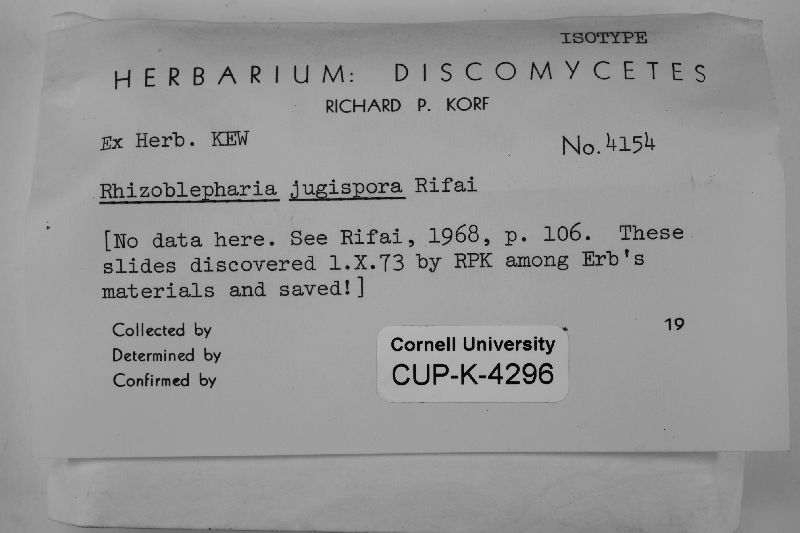 ISOTYPE
HERBARIUM: DISCOMYCETES
RICHARD P. KORF
Ex Herb. KEW
No. 4154
Rhizoblepharia jugispora Rifai
[No data here. See Rifai, 1968, p. 106. These
slides discovered 1.X.73 by RPK among Erb's
materials and saved!]
Collected by
19
Determined by
Confirmed by
Cornell University
CUP-K-4296